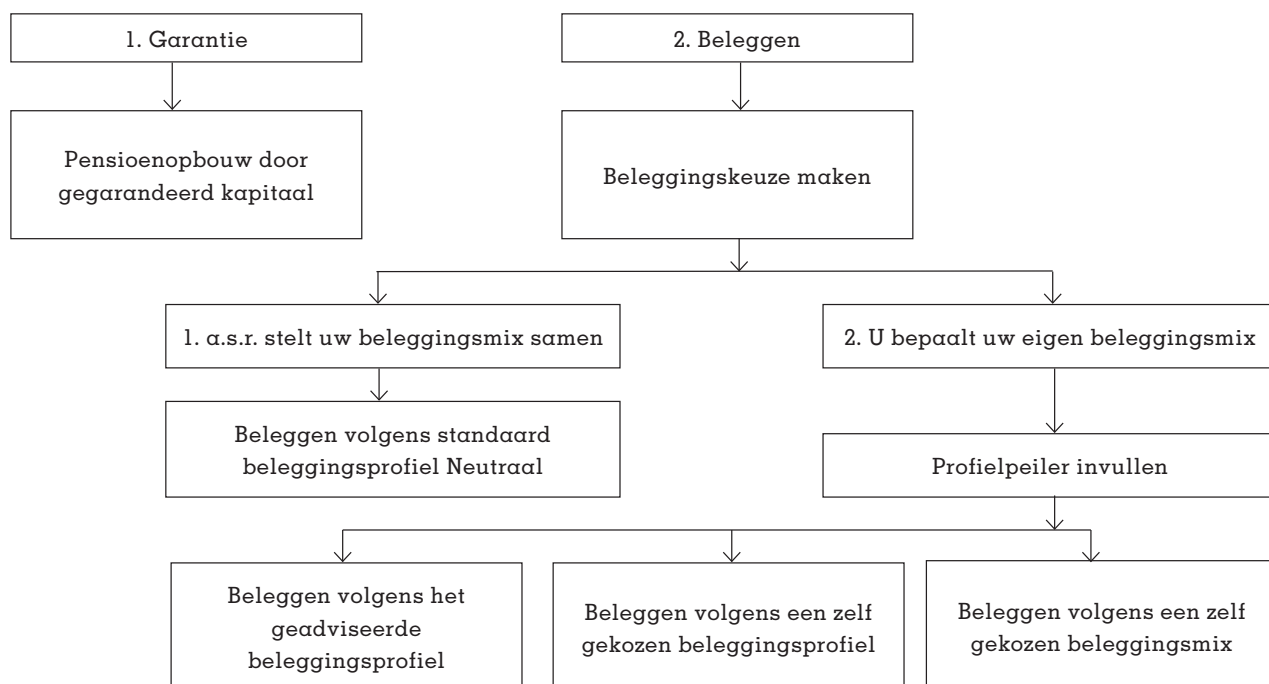 1. Garantie
2. Beleggen
Pensioenopbouw door
gegarandeerd kapitaal
Beleggingskeuze maken
1. a.s.r. stelt uw beleggingsmix samen
2. U bepaalt uw eigen beleggingsmix
Beleggen volgens standaard
beleggingsprofiel Neutraal
Profielpeiler invullen
Beleggen volgens het
geadviseerde
beleggingsprofiel
Beleggen volgens een zelf
gekozen beleggingsprofiel
Beleggen volgens een zelf
gekozen beleggingsmix